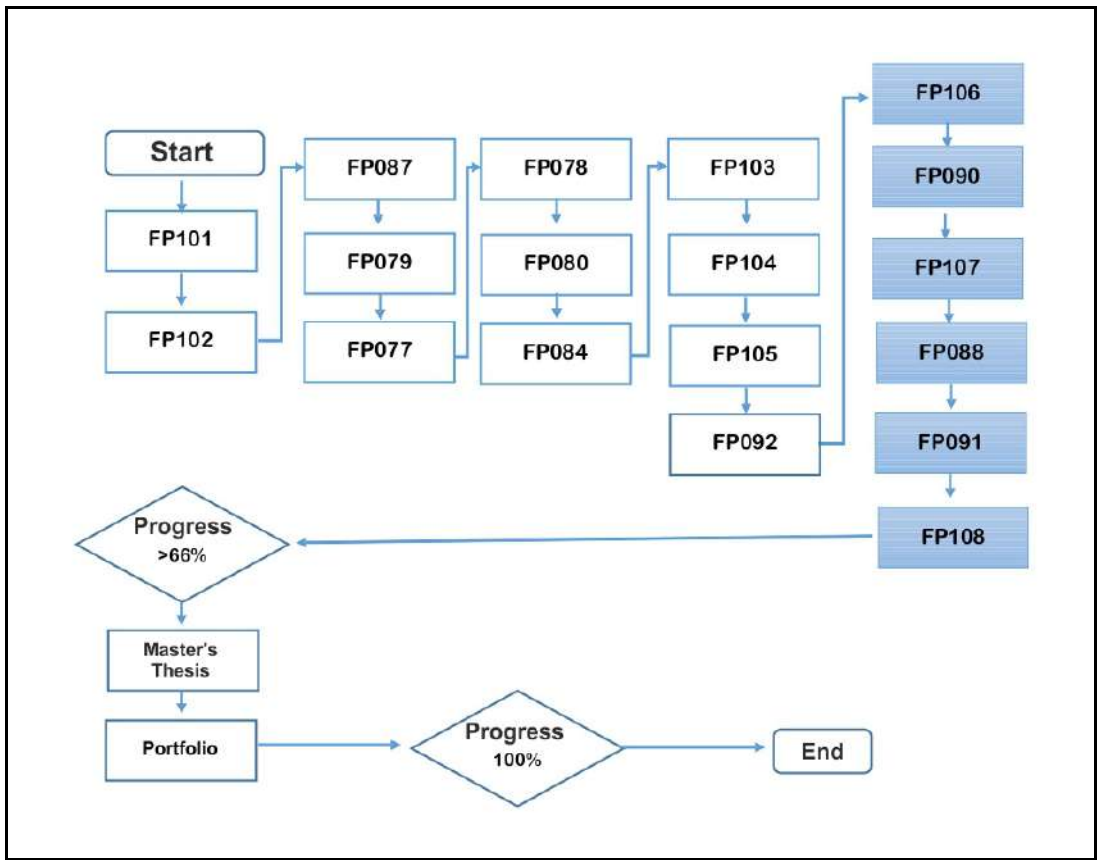 Start
FP101
FP102
FP087
FP079
FP077
FP078
FP080
FP084
FP103
FP104
FP105
FP092
FP106
FP090
FP107
FP088
FP091
FP108
Progress
>66%
Master's
Thesis
Portfolio
Progress
100%
End